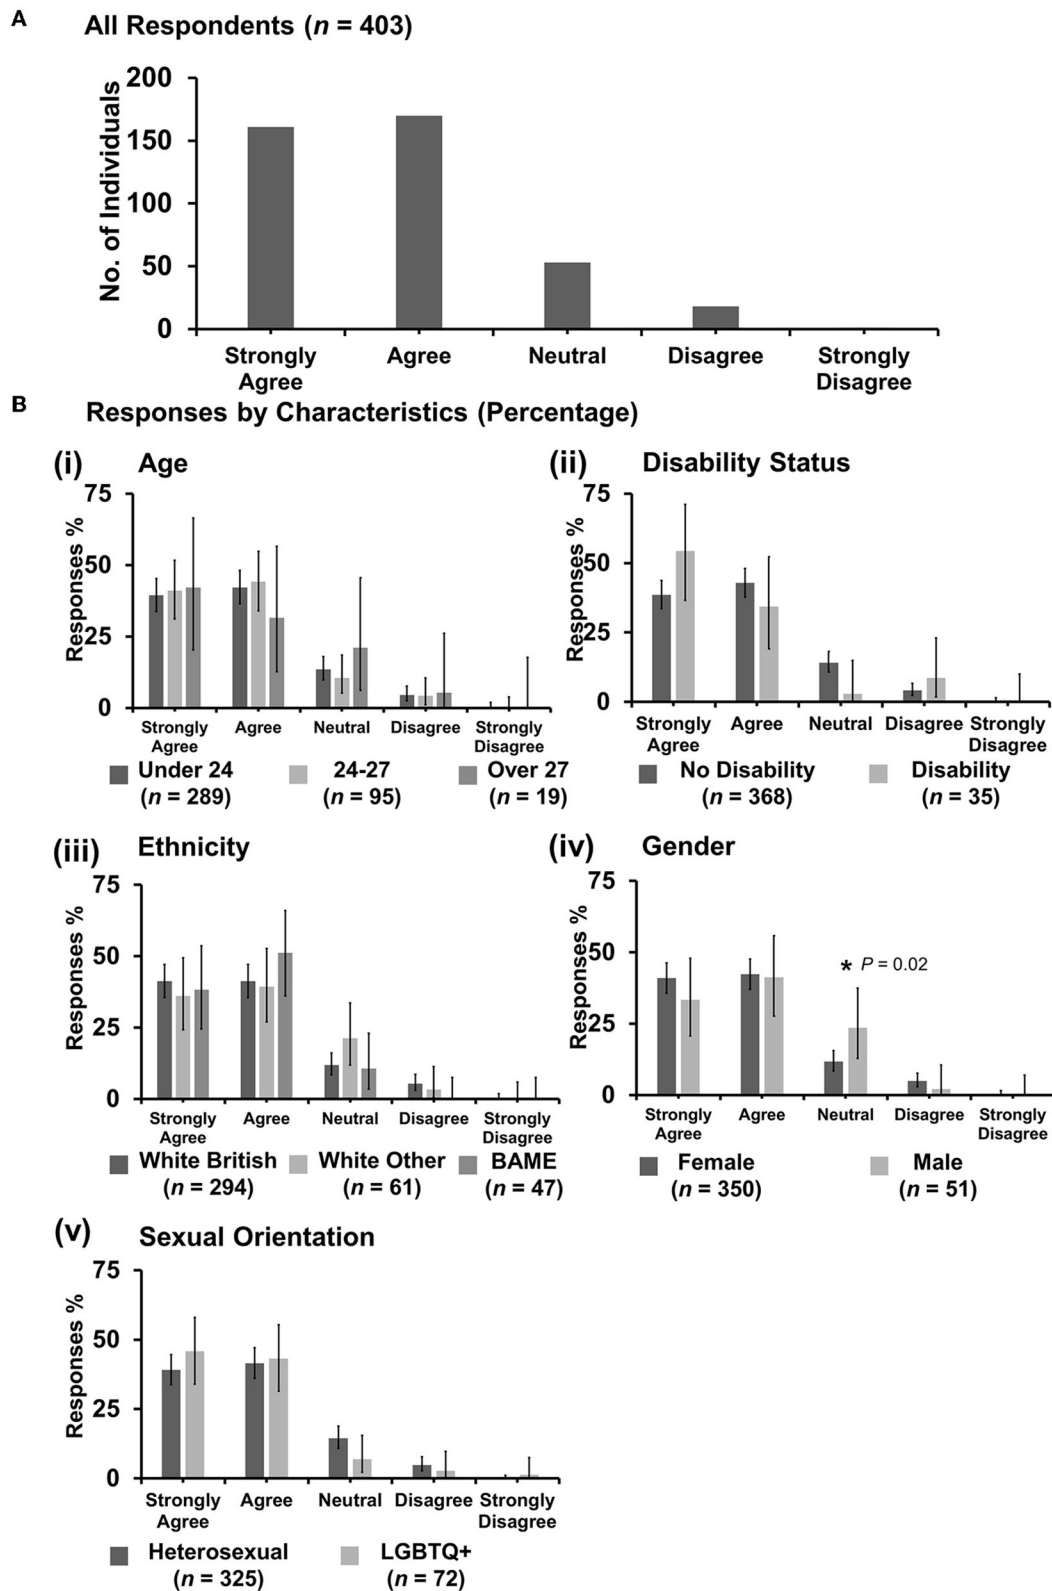 A
All Respondents (n = 403)
No. of Individuals
200
150
100
50
0
Strongly Agree
Agree
Neutral
Disagree
Strongly Disagree
B
Responses by Characteristics (Percentage)
(i) Age
Responses %
75
50
25
0
Strongly Agree
Agree
Neutral
Disagree
Strongly Disagree
Under 24 (n = 289)
24-27 (n = 95)
Over 27 (n = 19)
(ii) Disability Status
Responses %
75
50
25
0
Strongly Agree
Agree
Neutral
Disagree
Strongly Disagree
No Disability (n = 368)
Disability (n = 35)
(iii) Ethnicity
Responses %
75
50
25
0
Strongly Agree
Agree
Neutral
Disagree
Strongly Disagree
White British (n = 294)
White Other (n = 61)
BAME (n = 47)
(iv) Gender
Responses %
75
50
25
0
* P = 0.02
Strongly Agree
Agree
Neutral
Disagree
Strongly Disagree
Female (n = 350)
Male (n = 51)
(v) Sexual Orientation
Responses %
75
50
25
0
Strongly Agree
Agree
Neutral
Disagree
Strongly Disagree
Heterosexual (n = 325)
LGBTQ+ (n = 72)